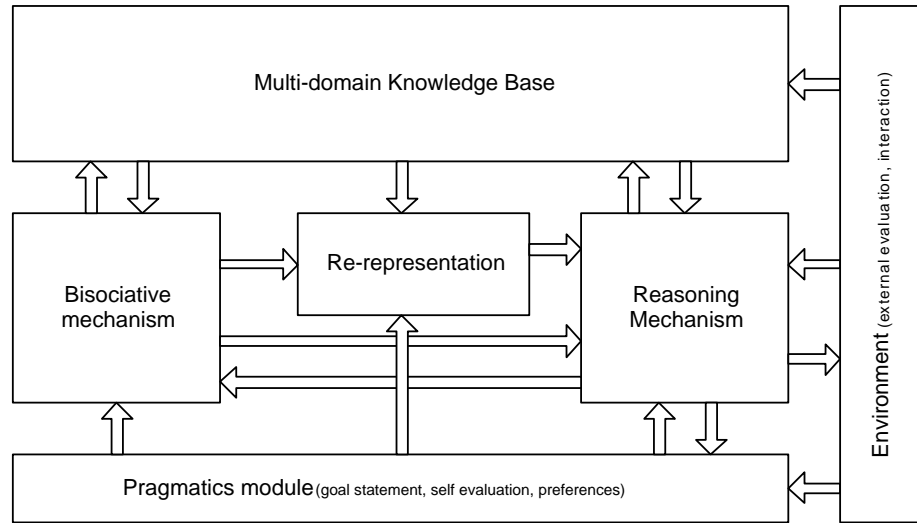 Multi-domain Knowledge Base
Bisociative
mechanism
Re-representation
Reasoning
Mechanism
Pragmatics module (goal statement, self evaluation, preferences)
Environment (external evaluation, interaction)